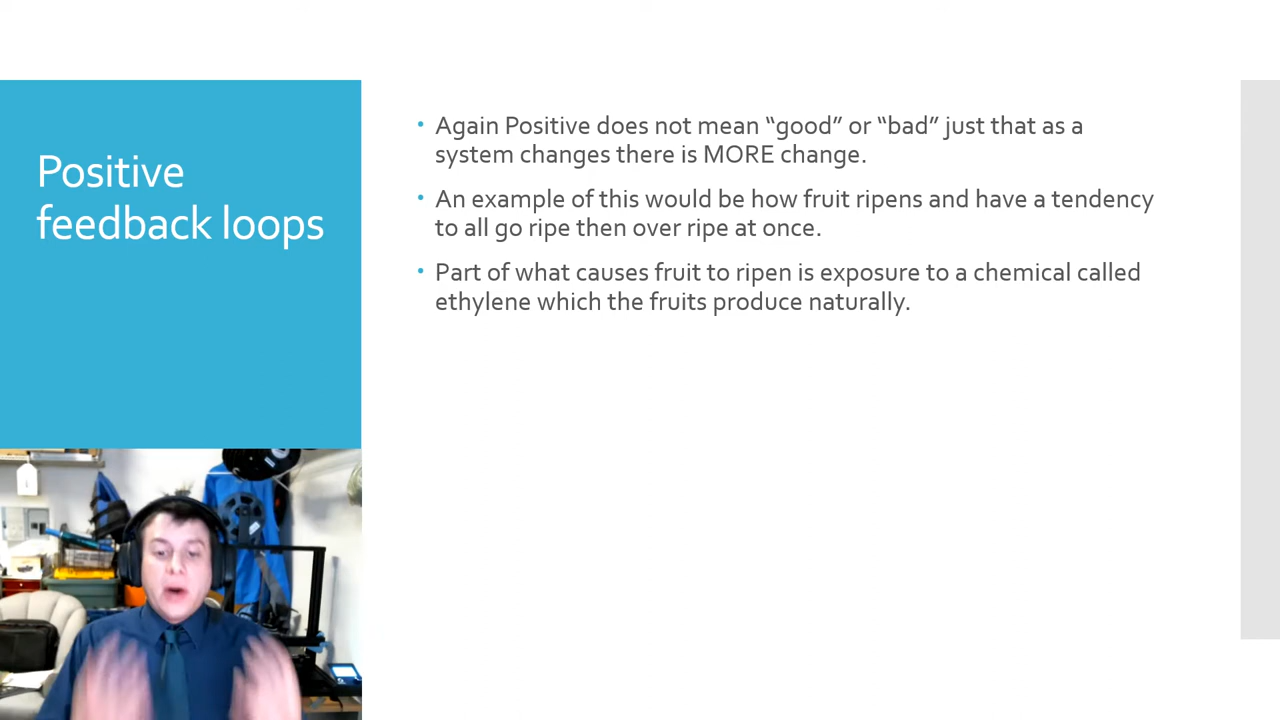 Positive
feedback loops
Again Positive does not mean “good” or “bad” just that as a
system changes there is MORE change.
An example of this would be how fruit ripens and have a tendency
to all go ripe then over ripe at once.
Part of what causes fruit to ripen is exposure to a chemical called
ethylene which the fruits produce naturally.